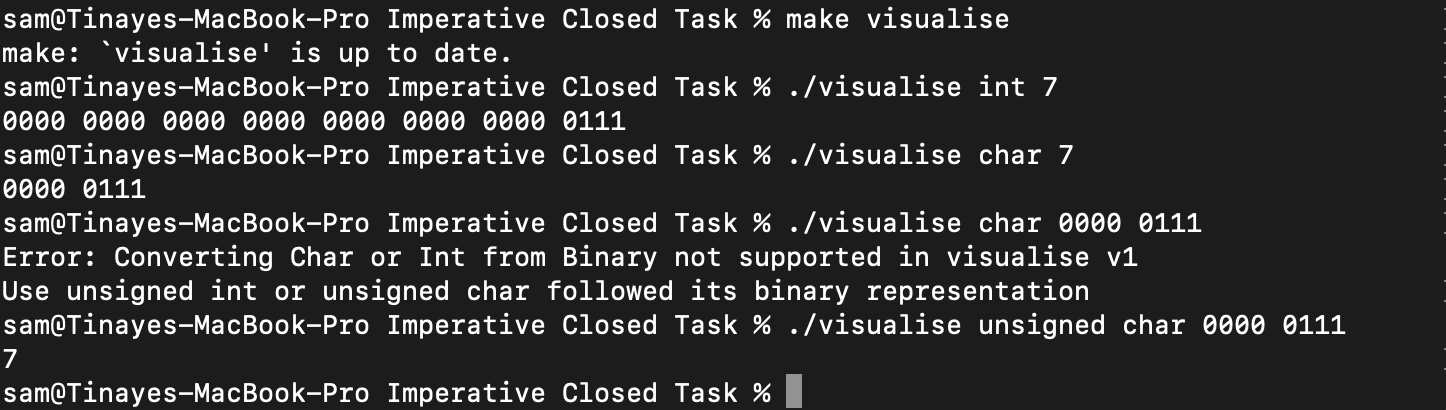 sam@Tinayes-MacBook-Pro Imperative Closed Task % make visualise
make: `visualise' is up to date.
sam@Tinayes-MacBook-Pro Imperative Closed Task % ./visualise int 7
0000 0000 0000 0000 0000 0000 0000 0111
sam@Tinayes-MacBook-Pro Imperative Closed Task % ./visualise char 7
0000 0111
sam@Tinayes-MacBook-Pro Imperative Closed Task % ./visualise char 0000 0111
Error: Converting Char or Int from Binary not supported in visualise v1
Use unsigned int or unsigned char followed its binary representation
sam@Tinayes-MacBook-Pro Imperative Closed Task % ./visualise unsigned char 0000 0111
7
sam@Tinayes-MacBook-Pro Imperative Closed Task %